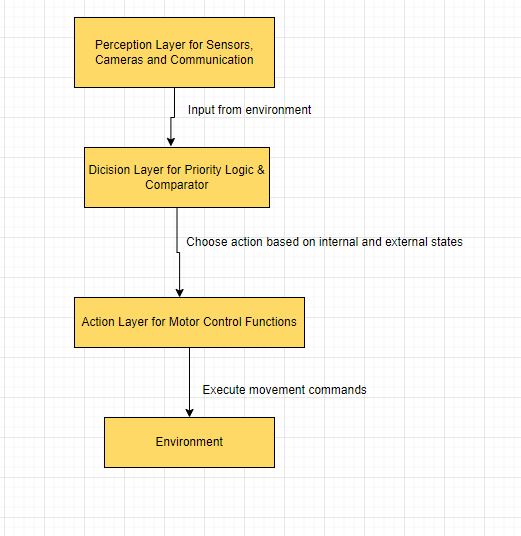 Perception Layer for Sensors,
Cameras and Communication
Input from environment
Dicision Layer for Priority Logic &
Comparator
Choose action based on internal and external states
Action Layer for Motor Control Functions
Execute movement commands
Environment